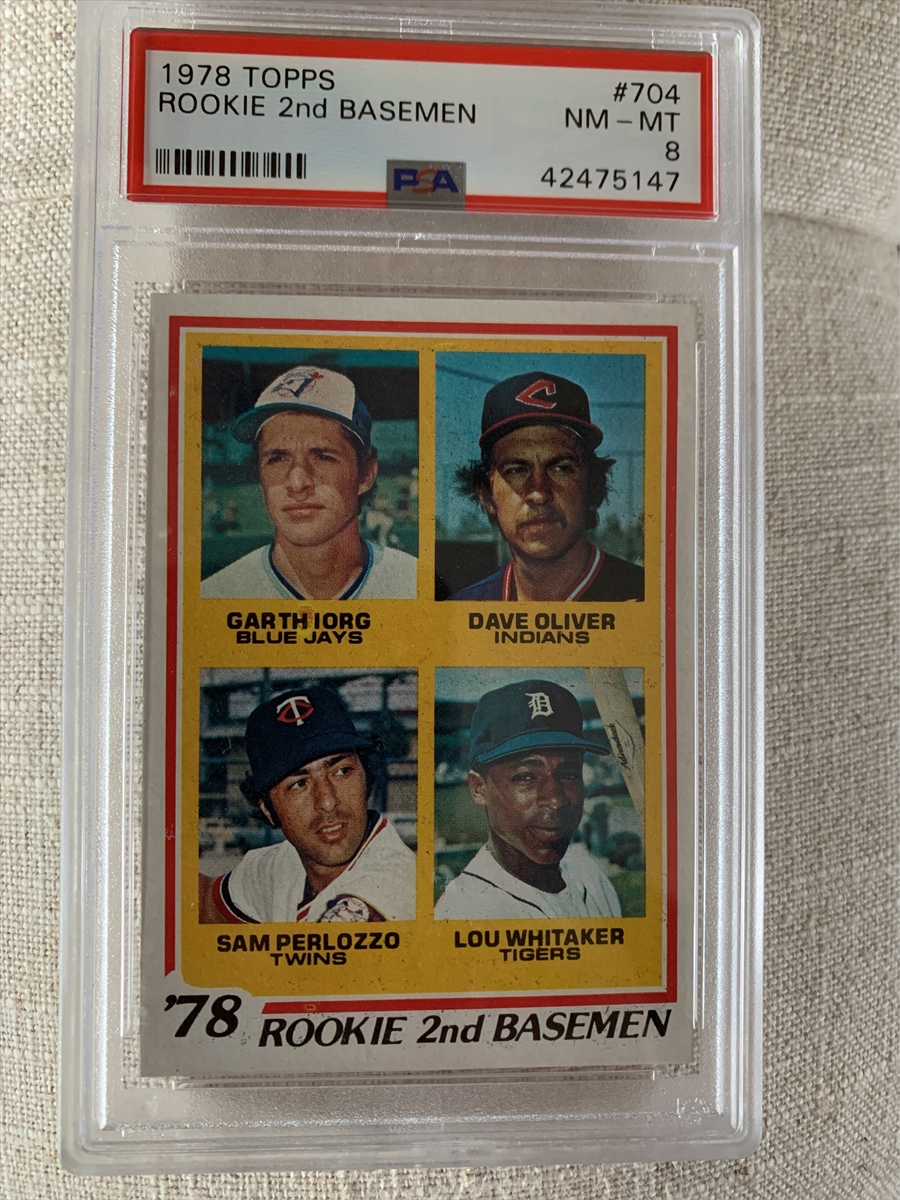 1978 TOPPS
ROOKIE 2nd BASEMEN
#704
NM - MT
8
42475147
PSA
C
GARTH IORG
BLUE JAYS
DAVE OLIVER
INDIANS
T
D
Adirondack
SAM PERLOZZO
TWINS
LOU WHITAKER
TIGERS
'78 ROOKIE 2nd BASEMEN